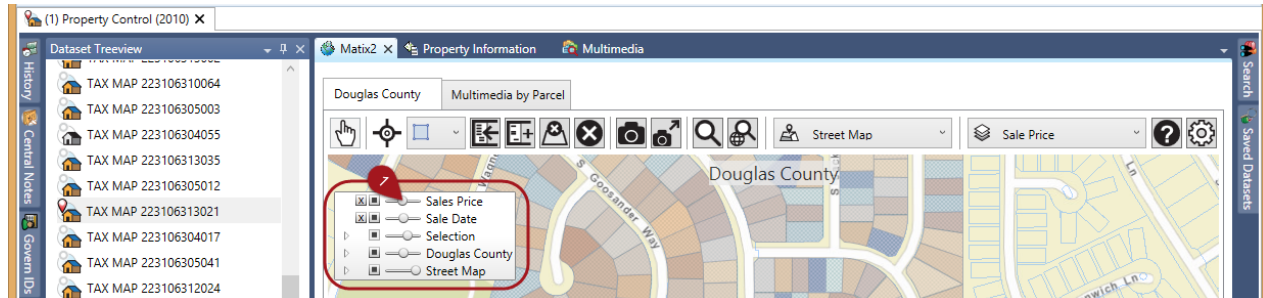 (1) Property Control (2010)
Dataset Treeview
Matix2
Property Information
Multimedia
History
Central Notes
Govern IDs
TAX MAP 223106310064
TAX MAP 223106305003
TAX MAP 223106304055
TAX MAP 223106313035
TAX MAP 223106305012
TAX MAP 223106313021
TAX MAP 223106304017
TAX MAP 223106305041
TAX MAP 223106312024
Douglas County
Multimedia by Parcel
Street Map
Sale Price
Douglas County
S Goosander Way
7
Sales Price
Sale Date
Selection
Douglas County
Street Map
Ln
Search
Saved Datasets